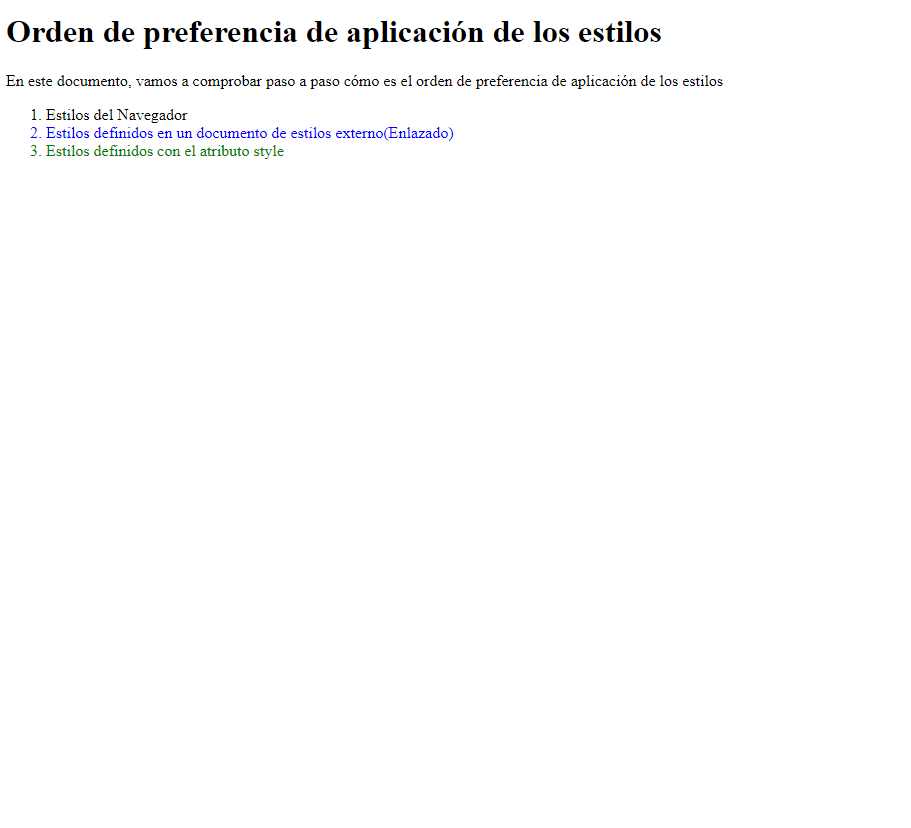 Orden de preferencia de aplicación de los estilos
En este documento, vamos a comprobar paso a paso cómo es el orden de preferencia de aplicación de los estilos
1. Estilos del Navegador
2. Estilos definidos en un documento de estilos externo(Enlazado)
3. Estilos definidos con el atributo style